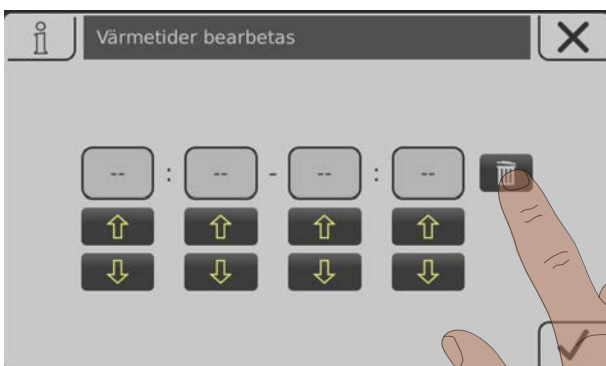 Värmetider bearbetas
-- : -- - -- : --